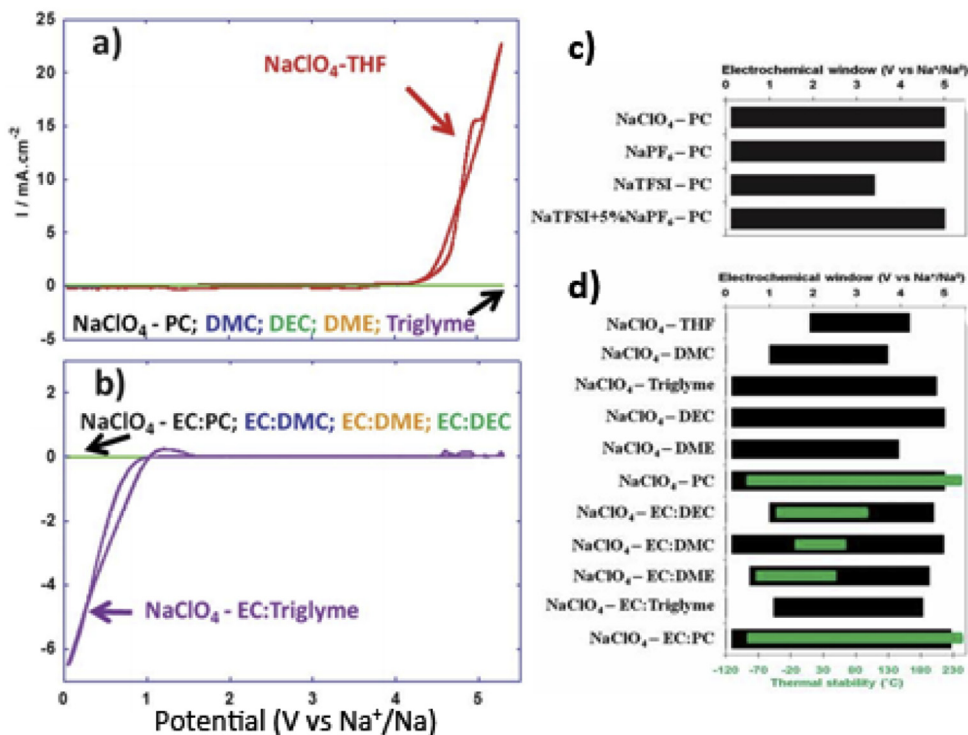 a)
25
20
15
10
5
0
-5
I / mA.cm⁻²
NaClO₄-THF
NaClO₄ - PC; DMC; DEC; DME; Triglyme
b)
2
0
-2
-4
-6
NaClO₄ - EC:PC; EC:DMC; EC:DME; EC:DEC
NaClO₄ - EC:Triglyme
0 1 2 3 4 5
Potential (V vs Na⁺/Na)
c)
Electrochemical window (V vs Na⁺/Na⁰)
0 1 2 3 4 5
NaClO₄ – PC
NaPF₆ – PC
NaTFSI – PC
NaTFSI+5%NaPF₆ – PC
d)
Electrochemical window (V vs Na⁺/Na⁰)
0 1 2 3 4 5
NaClO₄ – THF
NaClO₄ – DMC
NaClO₄ – Triglyme
NaClO₄ – DEC
NaClO₄ – DME
NaClO₄ – PC
NaClO₄ – EC:DEC
NaClO₄ – EC:DMC
NaClO₄ – EC:DME
NaClO₄ – EC:Triglyme
NaClO₄ – EC:PC
-120 -70 -20 30 80 130 180 230
Thermal stability (°C)